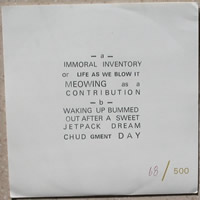 — a —
IMMORAL INVENTORY
or LIFE AS WE BLOW IT
MEOWING as a
CONTRIBUTION
— b —
WAKING UP BUMMED
OUT AFTER A SWEET
JETPACK DREAM
CHUD GMENT DAY
68 / 500